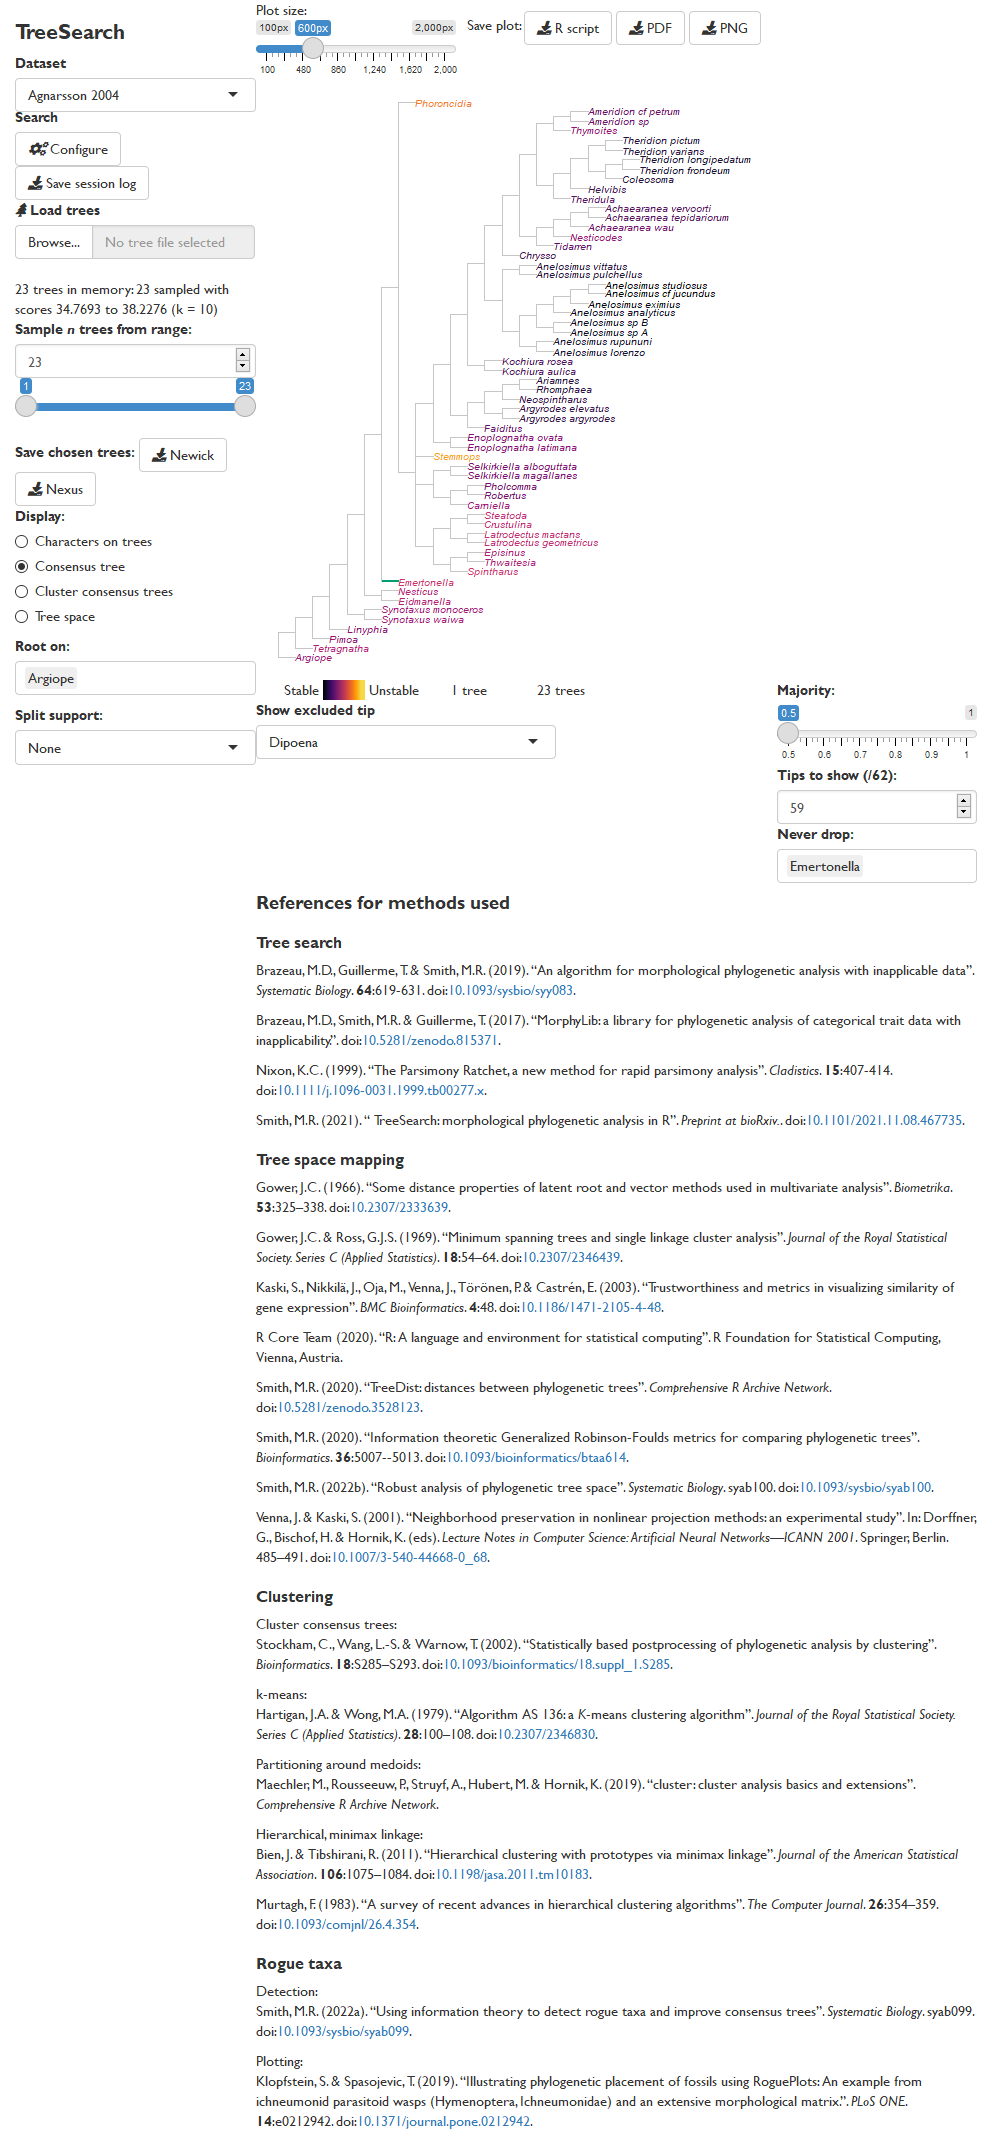 TreeSearch
Dataset
Agnarsson 2004
Search
Configure
Save session log
Load trees
Browse... No tree file selected
23 trees in memory: 23 sampled with
scores 34.7693 to 38.2276 (k = 10)
Sample n trees from range:
23
1 23
Save chosen trees: Newick
Nexus
Display:
Characters on trees
Consensus tree
Cluster consensus trees
Tree space
Root on:
Argiope
Split support:
None
Plot size:
100px 600px 2,000px
100 480 860 1,240 1,620 2,000
Save plot: R script PDF PNG
Phoroncidia
Ameridion cf petrum
Ameridion sp
Thymoites
Theridion pictum
Theridion varians
Theridion longipedatum
Theridion frondeum
Coleosoma
Helvibis
Theridula
Achaearanea vervoorti
Achaearanea tepidariorum
Achaearanea wau
Nesticodes
Tidarren
Chrysso
Anelosimus vittatus
Anelosimus pulchellus
Anelosimus studiosus
Anelosimus cf jucundus
Anelosimus eximius
Anelosimus analyticus
Anelosimus sp B
Anelosimus sp A
Anelosimus rupununi
Anelosimus lorenzo
Kochiura rosea
Kochiura aulica
Ariamnes
Rhomphaea
Neospintharus
Argyrodes elevatus
Argyrodes argyrodes
Faiditus
Enoplognatha ovata
Enoplognatha latimana
Stemmops
Selkirkiella alboguttata
Selkirkiella magallanes
Pholcomma
Robertus
Carniella
Steatoda
Crustulina
Latrodectus mactans
Latrodectus geometricus
Episinus
Thwaitesia
Spintharus
Emertonella
Nesticus
Eidmanella
Synotaxus monoceros
Synotaxus waiwa
Linyphia
Pimoa
Tetragnatha
Argiope
Stable Unstable 1 tree 23 trees
Show excluded tip
Dipoena
Majority:
0.5 1
0.5 0.6 0.7 0.8 0.9 1
Tips to show (/62):
59
Never drop:
Emertonella
References for methods used
Tree search
Brazeau, M.D., Guillerme, T. & Smith, M.R. (2019). “An algorithm for morphological phylogenetic analysis with inapplicable data”.
Systematic Biology. 64:619-631. doi:10.1093/sysbio/syy083.
Brazeau, M.D., Smith, M.R. & Guillerme, T. (2017). “MorphyLib: a library for phylogenetic analysis of categorical trait data with
inapplicability.”. doi:10.5281/zenodo.815371.
Nixon, K.C. (1999). “The Parsimony Ratchet, a new method for rapid parsimony analysis”. Cladistics. 15:407-414.
doi:10.1111/j.1096-0031.1999.tb00277.x.
Smith, M.R. (2021). “ TreeSearch: morphological phylogenetic analysis in R”. Preprint at bioRxiv.. doi:10.1101/2021.11.08.467735.
Tree space mapping
Gower, J.C. (1966). “Some distance properties of latent root and vector methods used in multivariate analysis”. Biometrika.
53:325–338. doi:10.2307/2333639.
Gower, J.C. & Ross, G.J.S. (1969). “Minimum spanning trees and single linkage cluster analysis”. Journal of the Royal Statistical
Society. Series C (Applied Statistics). 18:54–64. doi:10.2307/2346439.
Kaski, S., Nikkilä, J., Oja, M., Venna, J., Törönen, P. & Castrén, E. (2003). “Trustworthiness and metrics in visualizing similarity of
gene expression”. BMC Bioinformatics. 4:48. doi:10.1186/1471-2105-4-48.
R Core Team (2020). “R: A language and environment for statistical computing”. R Foundation for Statistical Computing,
Vienna, Austria.
Smith, M.R. (2020). “TreeDist: distances between phylogenetic trees”. Comprehensive R Archive Network.
doi:10.5281/zenodo.3528123.
Smith, M.R. (2020). “Information theoretic Generalized Robinson-Foulds metrics for comparing phylogenetic trees”.
Bioinformatics. 36:5007--5013. doi:10.1093/bioinformatics/btaa614.
Smith, M.R. (2022b). “Robust analysis of phylogenetic tree space”. Systematic Biology. syab100. doi:10.1093/sysbio/syab100.
Venna, J. & Kaski, S. (2001). “Neighborhood preservation in nonlinear projection methods: an experimental study”. In: Dorffner,
G., Bischof, H. & Hornik, K. (eds). Lecture Notes in Computer Science: Artificial Neural Networks—ICANN 2001. Springer, Berlin.
485–491. doi:10.1007/3-540-44668-0_68.
Clustering
Cluster consensus trees:
Stockham, C., Wang, L.-S. & Warnow, T. (2002). “Statistically based postprocessing of phylogenetic analysis by clustering”.
Bioinformatics. 18:S285–S293. doi:10.1093/bioinformatics/18.suppl_1.S285.
k-means:
Hartigan, J.A. & Wong, M.A. (1979). “Algorithm AS 136: a K-means clustering algorithm”. Journal of the Royal Statistical Society.
Series C (Applied Statistics). 28:100–108. doi:10.2307/2346830.
Partitioning around medoids:
Maechler, M., Rousseeuw, P., Struyf, A., Hubert, M. & Hornik, K. (2019). “cluster: cluster analysis basics and extensions”.
Comprehensive R Archive Network.
Hierarchical, minimax linkage:
Bien, J. & Tibshirani, R. (2011). “Hierarchical clustering with prototypes via minimax linkage”. Journal of the American Statistical
Association. 106:1075–1084. doi:10.1198/jasa.2011.tm10183.
Murtagh, F. (1983). “A survey of recent advances in hierarchical clustering algorithms”. The Computer Journal. 26:354–359.
doi:10.1093/comjnl/26.4.354.
Rogue taxa
Detection:
Smith, M.R. (2022a). “Using information theory to detect rogue taxa and improve consensus trees”. Systematic Biology. syab099.
doi:10.1093/sysbio/syab099.
Plotting:
Klopfstein, S. & Spasojevic, T. (2019). “Illustrating phylogenetic placement of fossils using RoguePlots: An example from
ichneumonid parasitoid wasps (Hymenoptera, Ichneumonidae) and an extensive morphological matrix.”. PLoS ONE.
14:e0212942. doi:10.1371/journal.pone.0212942.